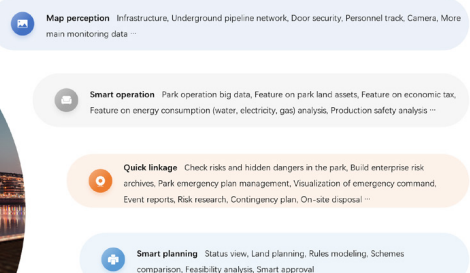 Map perception Infrastructure, Underground pipeline network, Door security, Personnel track, Camera, More
main monitoring data ···
Smart operation Park operation big data, Feature on park land assets, Feature on economic tax,
Feature on energy consumption (water, electricity, gas) analysis, Production safety analysis ···
Quick linkage Check risks and hidden dangers in the park, Build enterprise risk
archives, Park emergency plan management, Visualization of emergency command,
Event reports, Risk research, Contingency plan, On-site disposal ···
Smart planning Status view, Land planning, Rules modeling, Schemes
comparison, Feasibility analysis, Smart approval